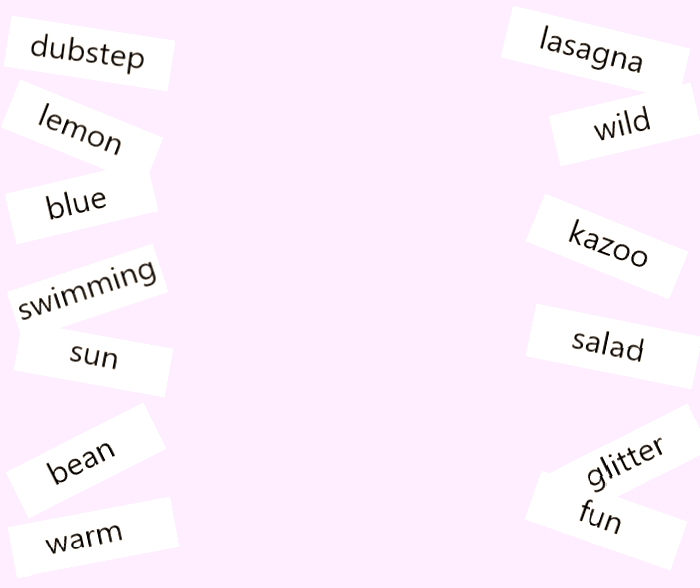 dubstep
lemon
blue
swimming
sun
bean
warm
lasagna
wild
kazoo
salad
glitter
fun